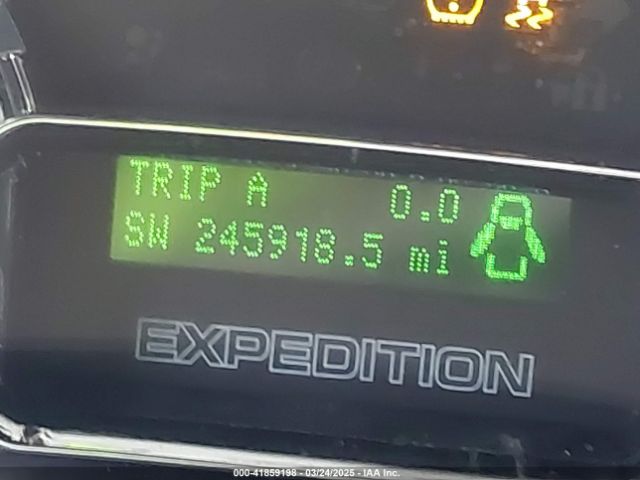 TRIP A 0.0
SW 245918.5 mi
EXPEDITION
000-41859198 - 03/24/2025 - IAA Inc.